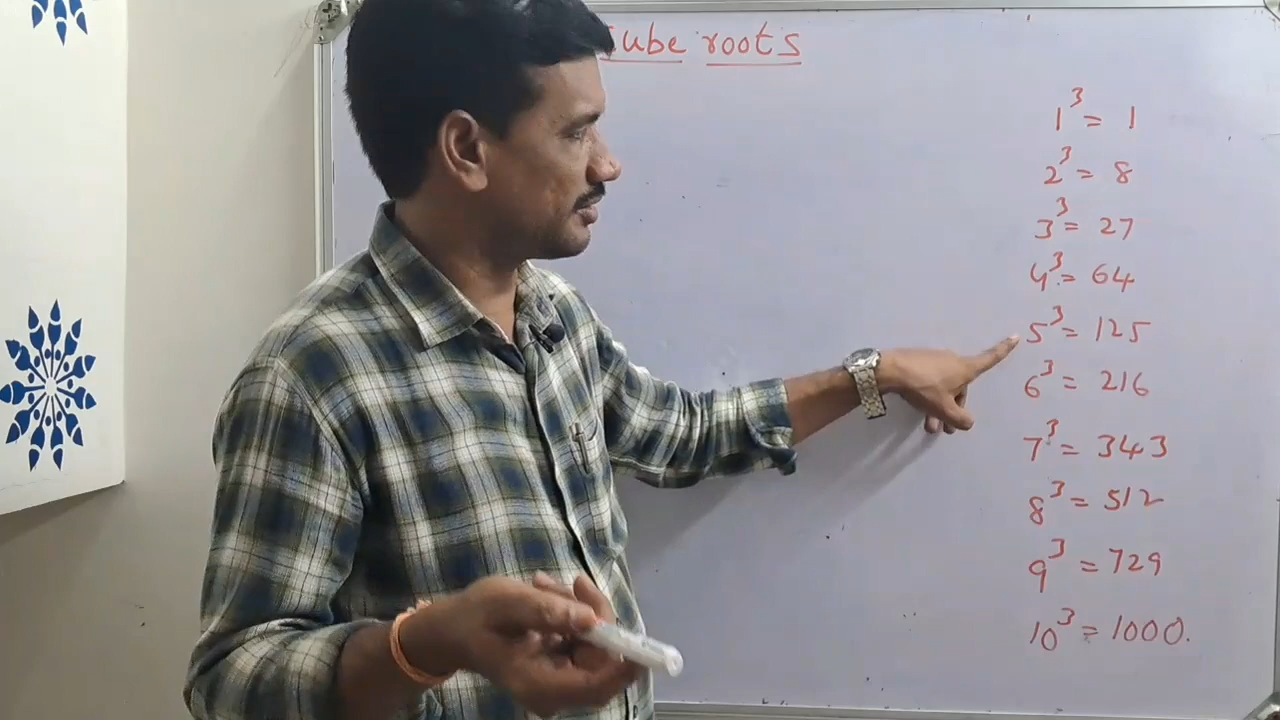 Cube roots
1³ = 1
2³ = 8
3³ = 27
4³ = 64
5³ = 125
6³ = 216
7³ = 343
8³ = 512
9³ = 729
10³ = 1000.